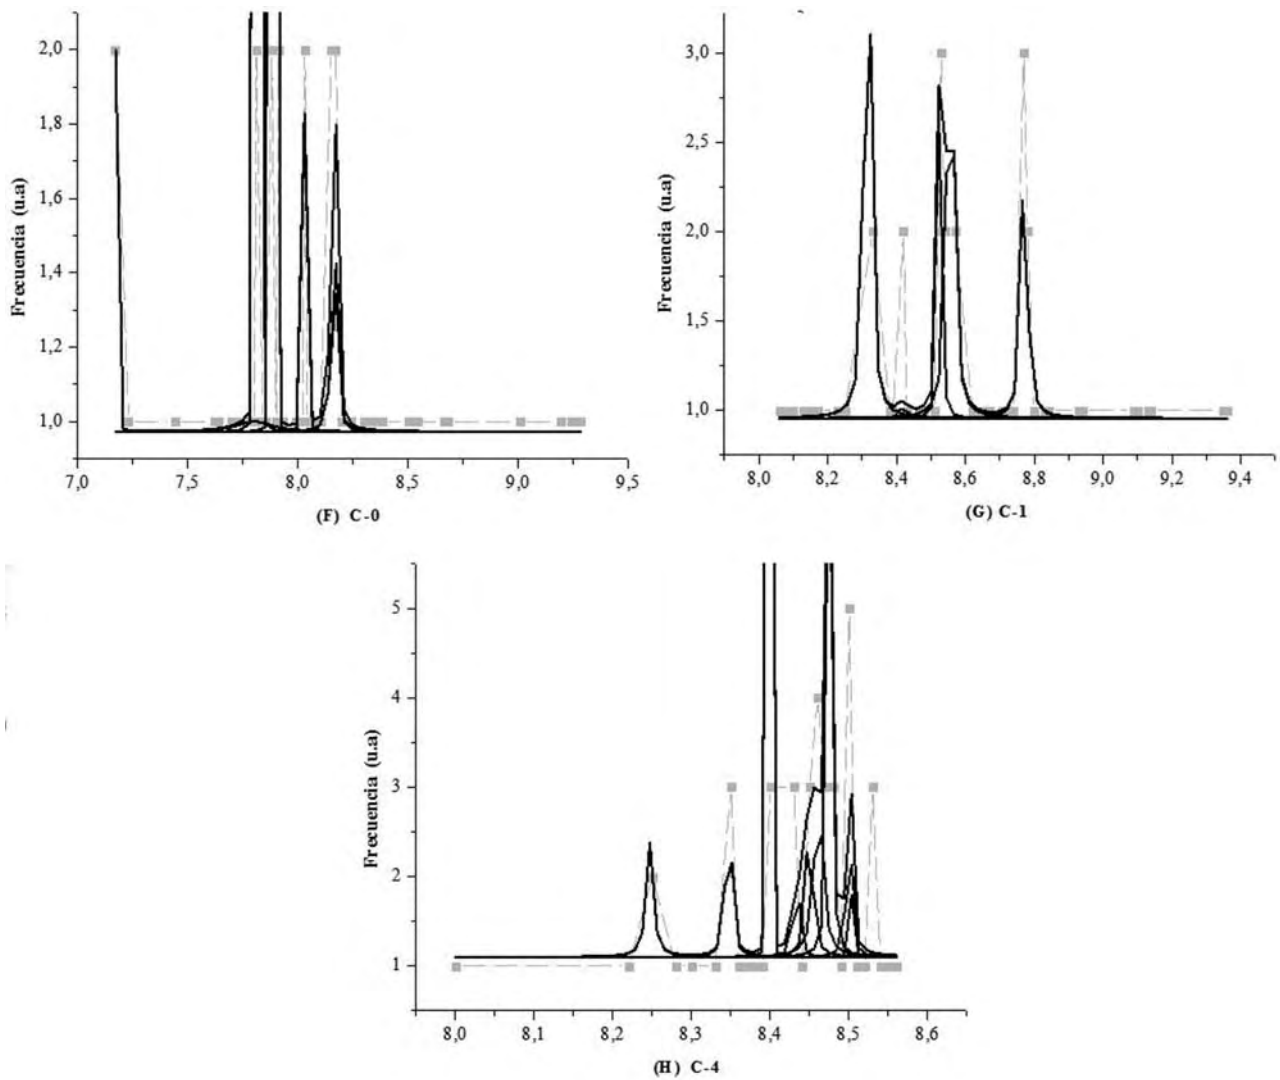 2,0
1,8
1,6
1,4
1,2
1,0
Frecuencia (u.a)
7,0 7,5 8,0 8,5 9,0 9,5
(F) C-0
3,0
2,5
2,0
1,5
1,0
Frecuencia (u.a)
8,0 8,2 8,4 8,6 8,8 9,0 9,2 9,4
(G) C-1
5
4
3
2
1
Frecuencia (u.a)
8,0 8,1 8,2 8,3 8,4 8,5 8,6
(H) C-4